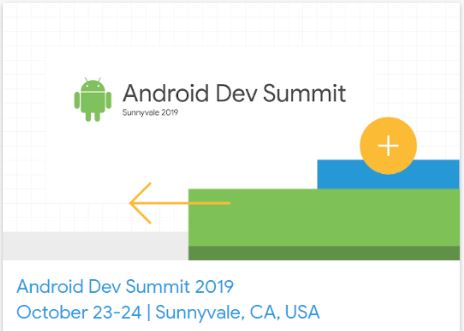 Android Dev Summit
Sunnyvale 2019
Android Dev Summit 2019
October 23-24 | Sunnyvale, CA, USA